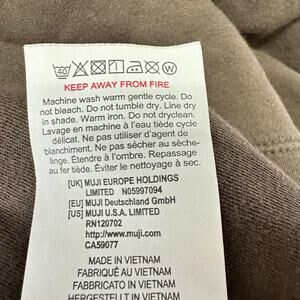 40
W
KEEP AWAY FROM FIRE
Machine wash warm gentle cycle. Do
not bleach. Do not tumble dry. Line dry
in shade. Warm iron. Do not dryclean.
Lavage en machine à l'eau tiède cycle
délicat. Ne pas utiliser d'agent de
blanchiment. Ne pas sécher au sèche-
linge. Étendre à l'ombre. Repassage
au fer tiède. Éviter le nettoyage à sec.
[UK] MUJI EUROPE HOLDINGS
LIMITED N05997094
[EU] MUJI Deutschland GmbH
[US] MUJI U.S.A. LIMITED
RN120702
http://www.muji.com
CA59077
MADE IN VIETNAM
FABRIQUÉ AU VIETNAM
FABBRICATO IN VIETNAM
HERGESTELLT IN VIETNAM